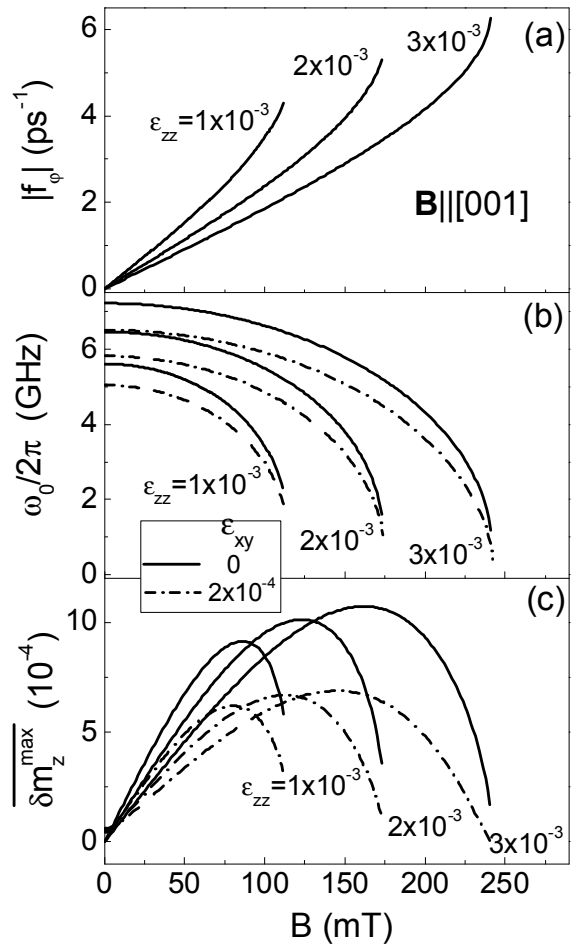 (a)
6
3x10⁻³
2x10⁻³
ε_zz=1x10⁻³
4
|f_φ| (ps⁻¹)
B||[001]
2
0
(b)
6
4
ω₀/2π (GHz)
ε_zz=1x10⁻³
2
ε_xy
2x10⁻³
3x10⁻³
0
0
2x10⁻⁴
(c)
10
δm_z^max (10⁻⁴)
5
ε_zz=1x10⁻³
2x10⁻³
3x10⁻³
0
0 50 100 150 200 250
B (mT)